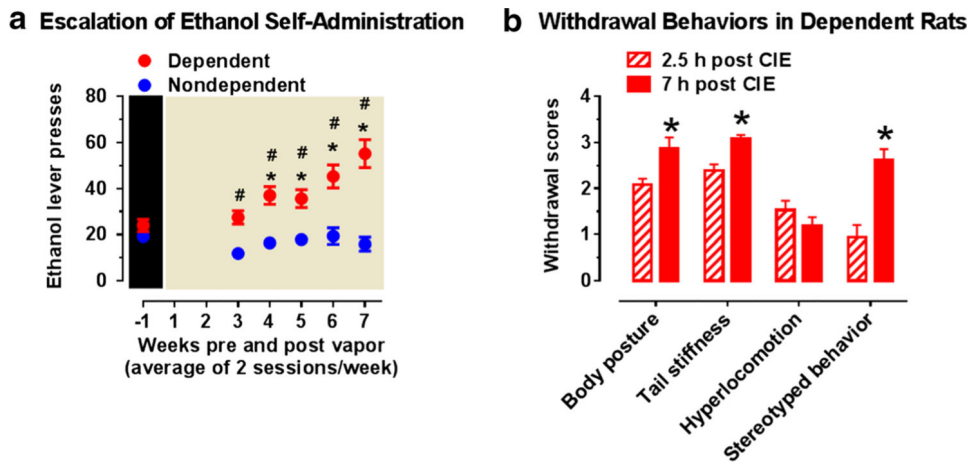 a Escalation of Ethanol Self-Administration
Dependent
Nondependent
Ethanol lever presses
80
60
40
20
0
#
#
*
#
*
#
*
#
*
-1 1 2 3 4 5 6 7
Weeks pre and post vapor
(average of 2 sessions/week)
b Withdrawal Behaviors in Dependent Rats
2.5 h post CIE
7 h post CIE
Withdrawal scores
4
3
2
1
0
* * *
Body posture
Tail stiffness
Hyperlocomotion
Stereotyped behavior